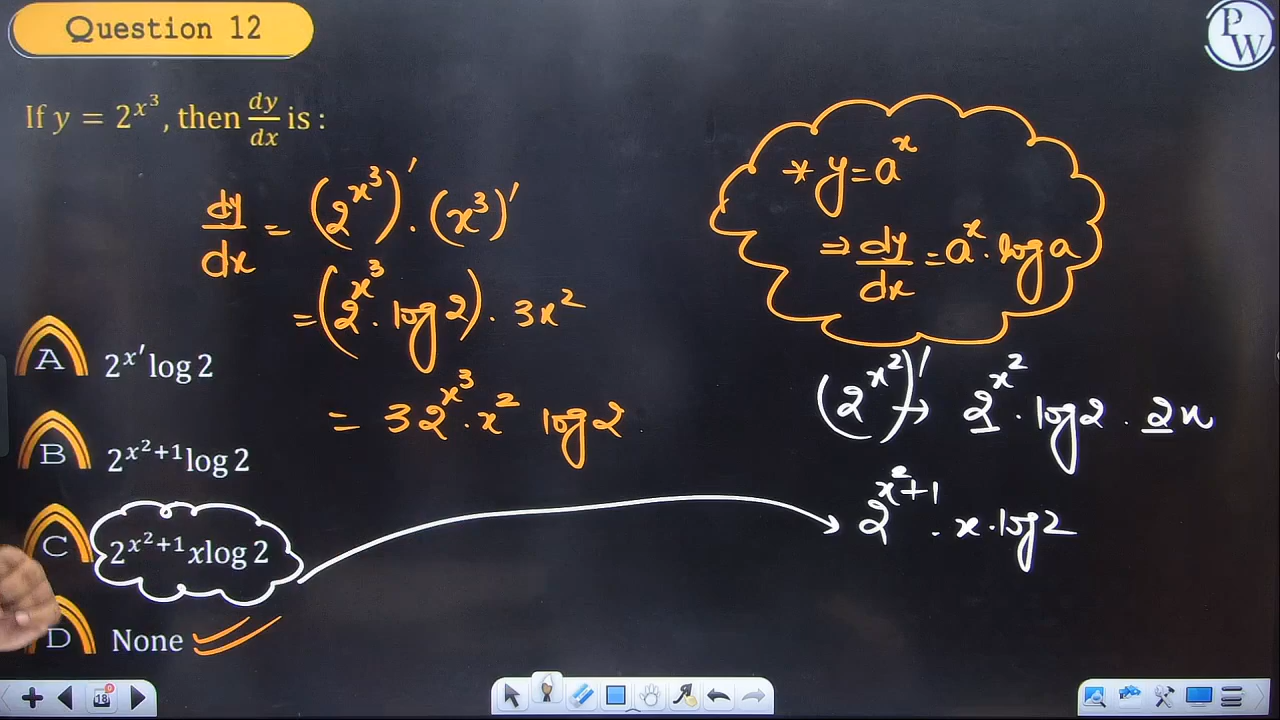 Question 12
PW
If y = 2^{x^3}, then dy/dx is :
dy/dx = (2^{x^3})' . (x^3)'
= (2^{x^3} . log 2) . 3x^2
= 3 2^{x^3} . x^2 log 2
* y = a^x
⇒ dy/dx = a^x . log a
(2^{x^2})' → 2^{x^2} . log 2 . 2x
2^{x^2+1} . x . log 2
A 2^{x'} log 2
B 2^{x^2+1} log 2
C 2^{x^2+1} x log 2
D None
18